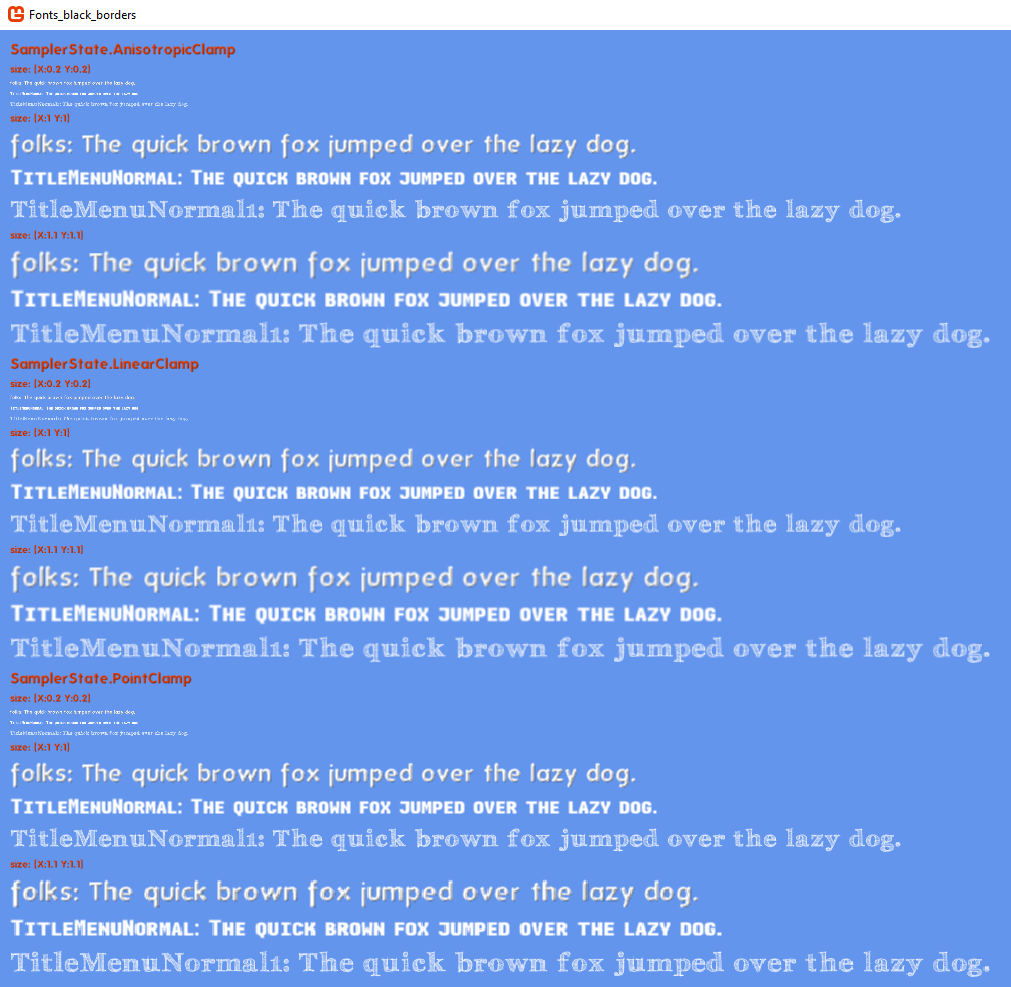 Fonts_black_borders
SamplerState.AnisotropicClamp
size: {X:0.2 Y:0.2}
folks: The quick brown fox jumped over the lazy dog.
TitleMenuNormal: The quick brown fox jumped over the lazy dog.
TitleMenuNormal1: The quick brown fox jumped over the lazy dog.
size: {X:1 Y:1}
folks: The quick brown fox jumped over the lazy dog.
TitleMenuNormal: The quick brown fox jumped over the lazy dog.
TitleMenuNormal1: The quick brown fox jumped over the lazy dog.
size: {X:1.1 Y:1.1}
folks: The quick brown fox jumped over the lazy dog.
TitleMenuNormal: The quick brown fox jumped over the lazy dog.
TitleMenuNormal1: The quick brown fox jumped over the lazy dog.
SamplerState.LinearClamp
size: {X:0.2 Y:0.2}
folks: The quick brown fox jumped over the lazy dog.
TitleMenuNormal: The quick brown fox jumped over the lazy dog.
TitleMenuNormal1: The quick brown fox jumped over the lazy dog.
size: {X:1 Y:1}
folks: The quick brown fox jumped over the lazy dog.
TitleMenuNormal: The quick brown fox jumped over the lazy dog.
TitleMenuNormal1: The quick brown fox jumped over the lazy dog.
size: {X:1.1 Y:1.1}
folks: The quick brown fox jumped over the lazy dog.
TitleMenuNormal: The quick brown fox jumped over the lazy dog.
TitleMenuNormal1: The quick brown fox jumped over the lazy dog.
SamplerState.PointClamp
size: {X:0.2 Y:0.2}
folks: The quick brown fox jumped over the lazy dog.
TitleMenuNormal: The quick brown fox jumped over the lazy dog.
TitleMenuNormal1: The quick brown fox jumped over the lazy dog.
size: {X:1 Y:1}
folks: The quick brown fox jumped over the lazy dog.
TitleMenuNormal: The quick brown fox jumped over the lazy dog.
TitleMenuNormal1: The quick brown fox jumped over the lazy dog.
size: {X:1.1 Y:1.1}
folks: The quick brown fox jumped over the lazy dog.
TitleMenuNormal: The quick brown fox jumped over the lazy dog.
TitleMenuNormal1: The quick brown fox jumped over the lazy dog.